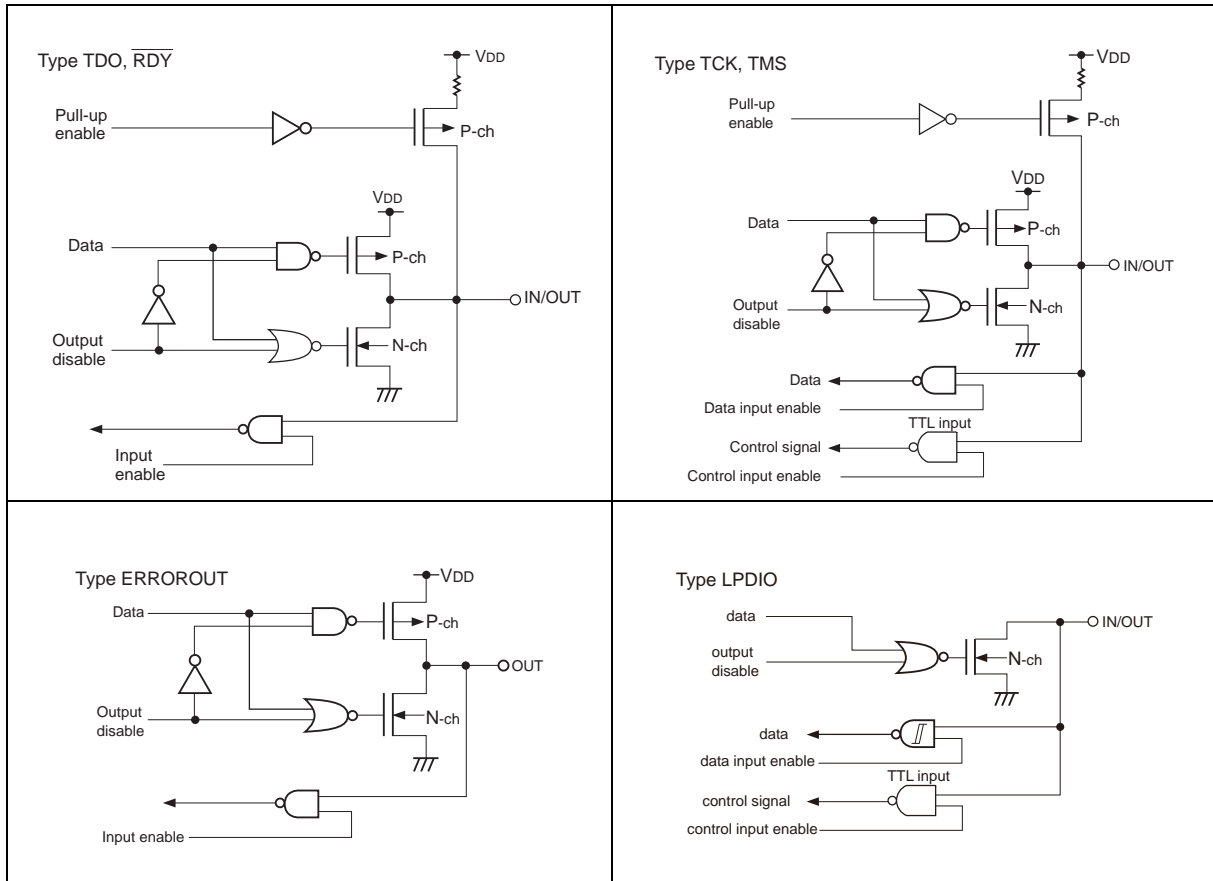 Type TDO, RDY
VDD
Pull-up
enable
P-ch
VDD
Data
P-ch
IN/OUT
Output
disable
N-ch
Input
enable
Type TCK, TMS
VDD
Pull-up
enable
P-ch
VDD
Data
P-ch
IN/OUT
Output
disable
N-ch
Data
Data input enable
TTL input
Control signal
Control input enable
Type ERROROUT
VDD
Data
P-ch
OUT
Output
disable
N-ch
Input enable
Type LPDIO
data
IN/OUT
output
disable
N-ch
data
data input enable
TTL input
control signal
control input enable